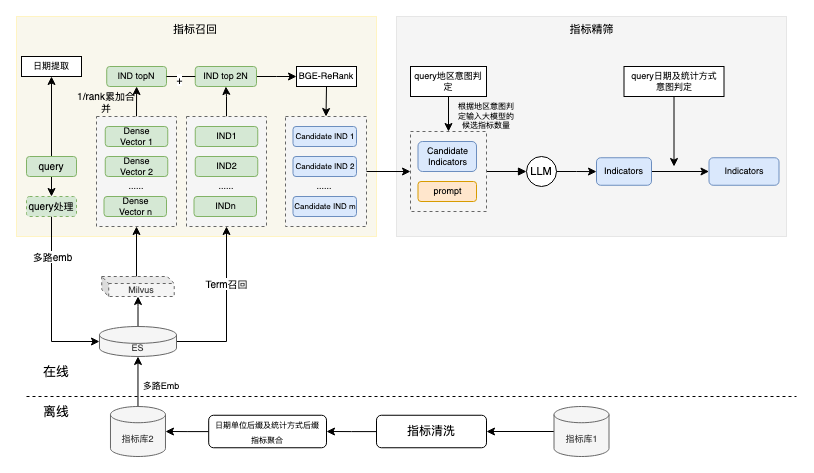 指标召回
指标精筛
日期提取
IND topN
+
IND top 2N
BGE-ReRank
1/rank累加合
并
query
query处理
Dense
Vector 1
Dense
Vector 2
......
Dense
Vector n
IND1
IND2
......
INDn
Candidate IND 1
Candidate IND 2
......
Candidate IND m
query地区意图判
定
根据地区意图判
定输入大模型的
候选指标数量
Candidate
Indicators
prompt
LLM
Indicators
query日期及统计方式
意图判定
Indicators
多路emb
Milvus
Term召回
ES
在线
多路Emb
离线
指标库2
日期单位后缀及统计方式后缀
指标聚合
指标清洗
指标库1